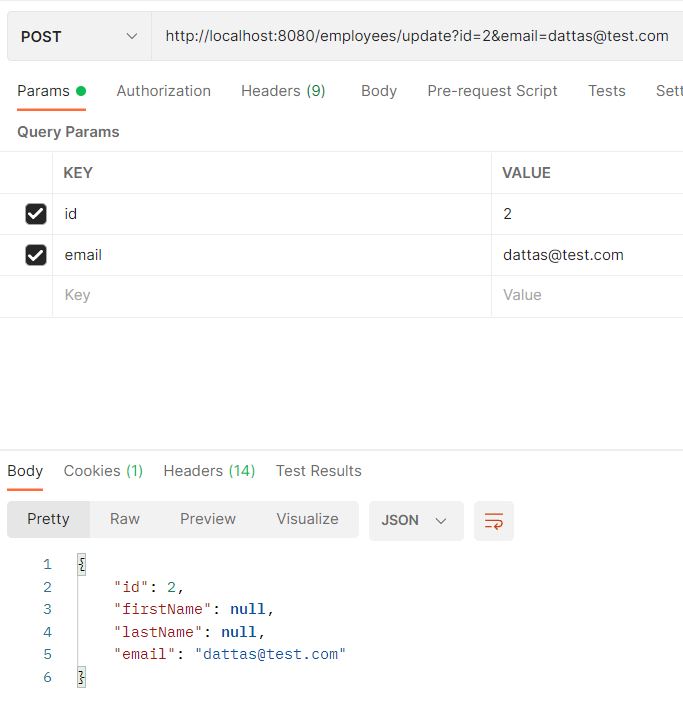 POST http://localhost:8080/employees/update?id=2&email=dattas@test.com
Params Authorization Headers (9) Body Pre-request Script Tests Sett
Query Params
KEY VALUE
id 2
email dattas@test.com
Key Value
Body Cookies (1) Headers (14) Test Results
Pretty Raw Preview Visualize JSON
1 {
2 "id": 2,
3 "firstName": null,
4 "lastName": null,
5 "email": "dattas@test.com"
6 }